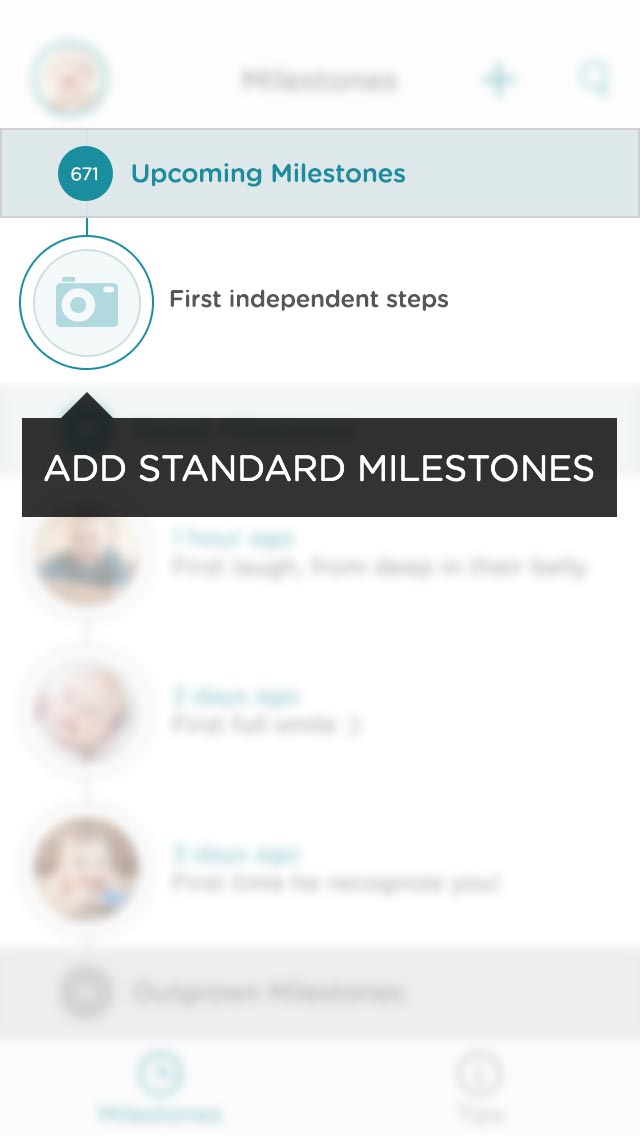 Milestones
671
Upcoming Milestones
First independent steps
ADD STANDARD MILESTONES
1 hour ago
First laugh, from deep in their belly
2 days ago
First full smile :)
3 days ago
First time he recognize you!
Outgrown Milestones
Milestones
Tips